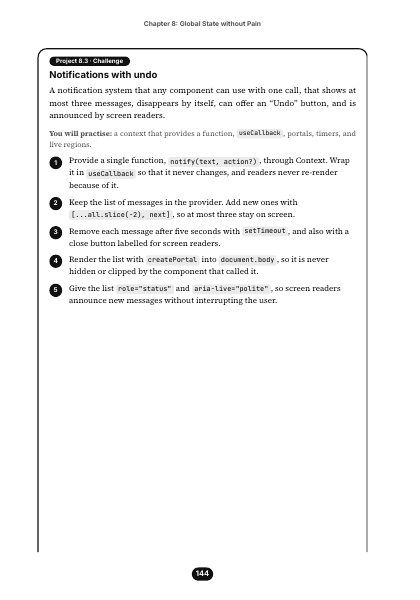 Chapter 8: Global State without Pain
Project 8.3 · Challenge
Notifications with undo
A notification system that any component can use with one call, that shows at
most three messages, disappears by itself, can offer an “Undo” button, and is
announced by screen readers.
You will practise: a context that provides a function, useCallback, portals, timers, and
live regions.
1 Provide a single function, notify(text, action?), through Context. Wrap
it in useCallback so that it never changes, and readers never re-render
because of it.
2 Keep the list of messages in the provider. Add new ones with
[...all.slice(-2), next], so at most three stay on screen.
3 Remove each message after five seconds with setTimeout, and also with a
close button labelled for screen readers.
4 Render the list with createPortal into document.body, so it is never
hidden or clipped by the component that called it.
5 Give the list role="status" and aria-live="polite", so screen readers
announce new messages without interrupting the user.
144